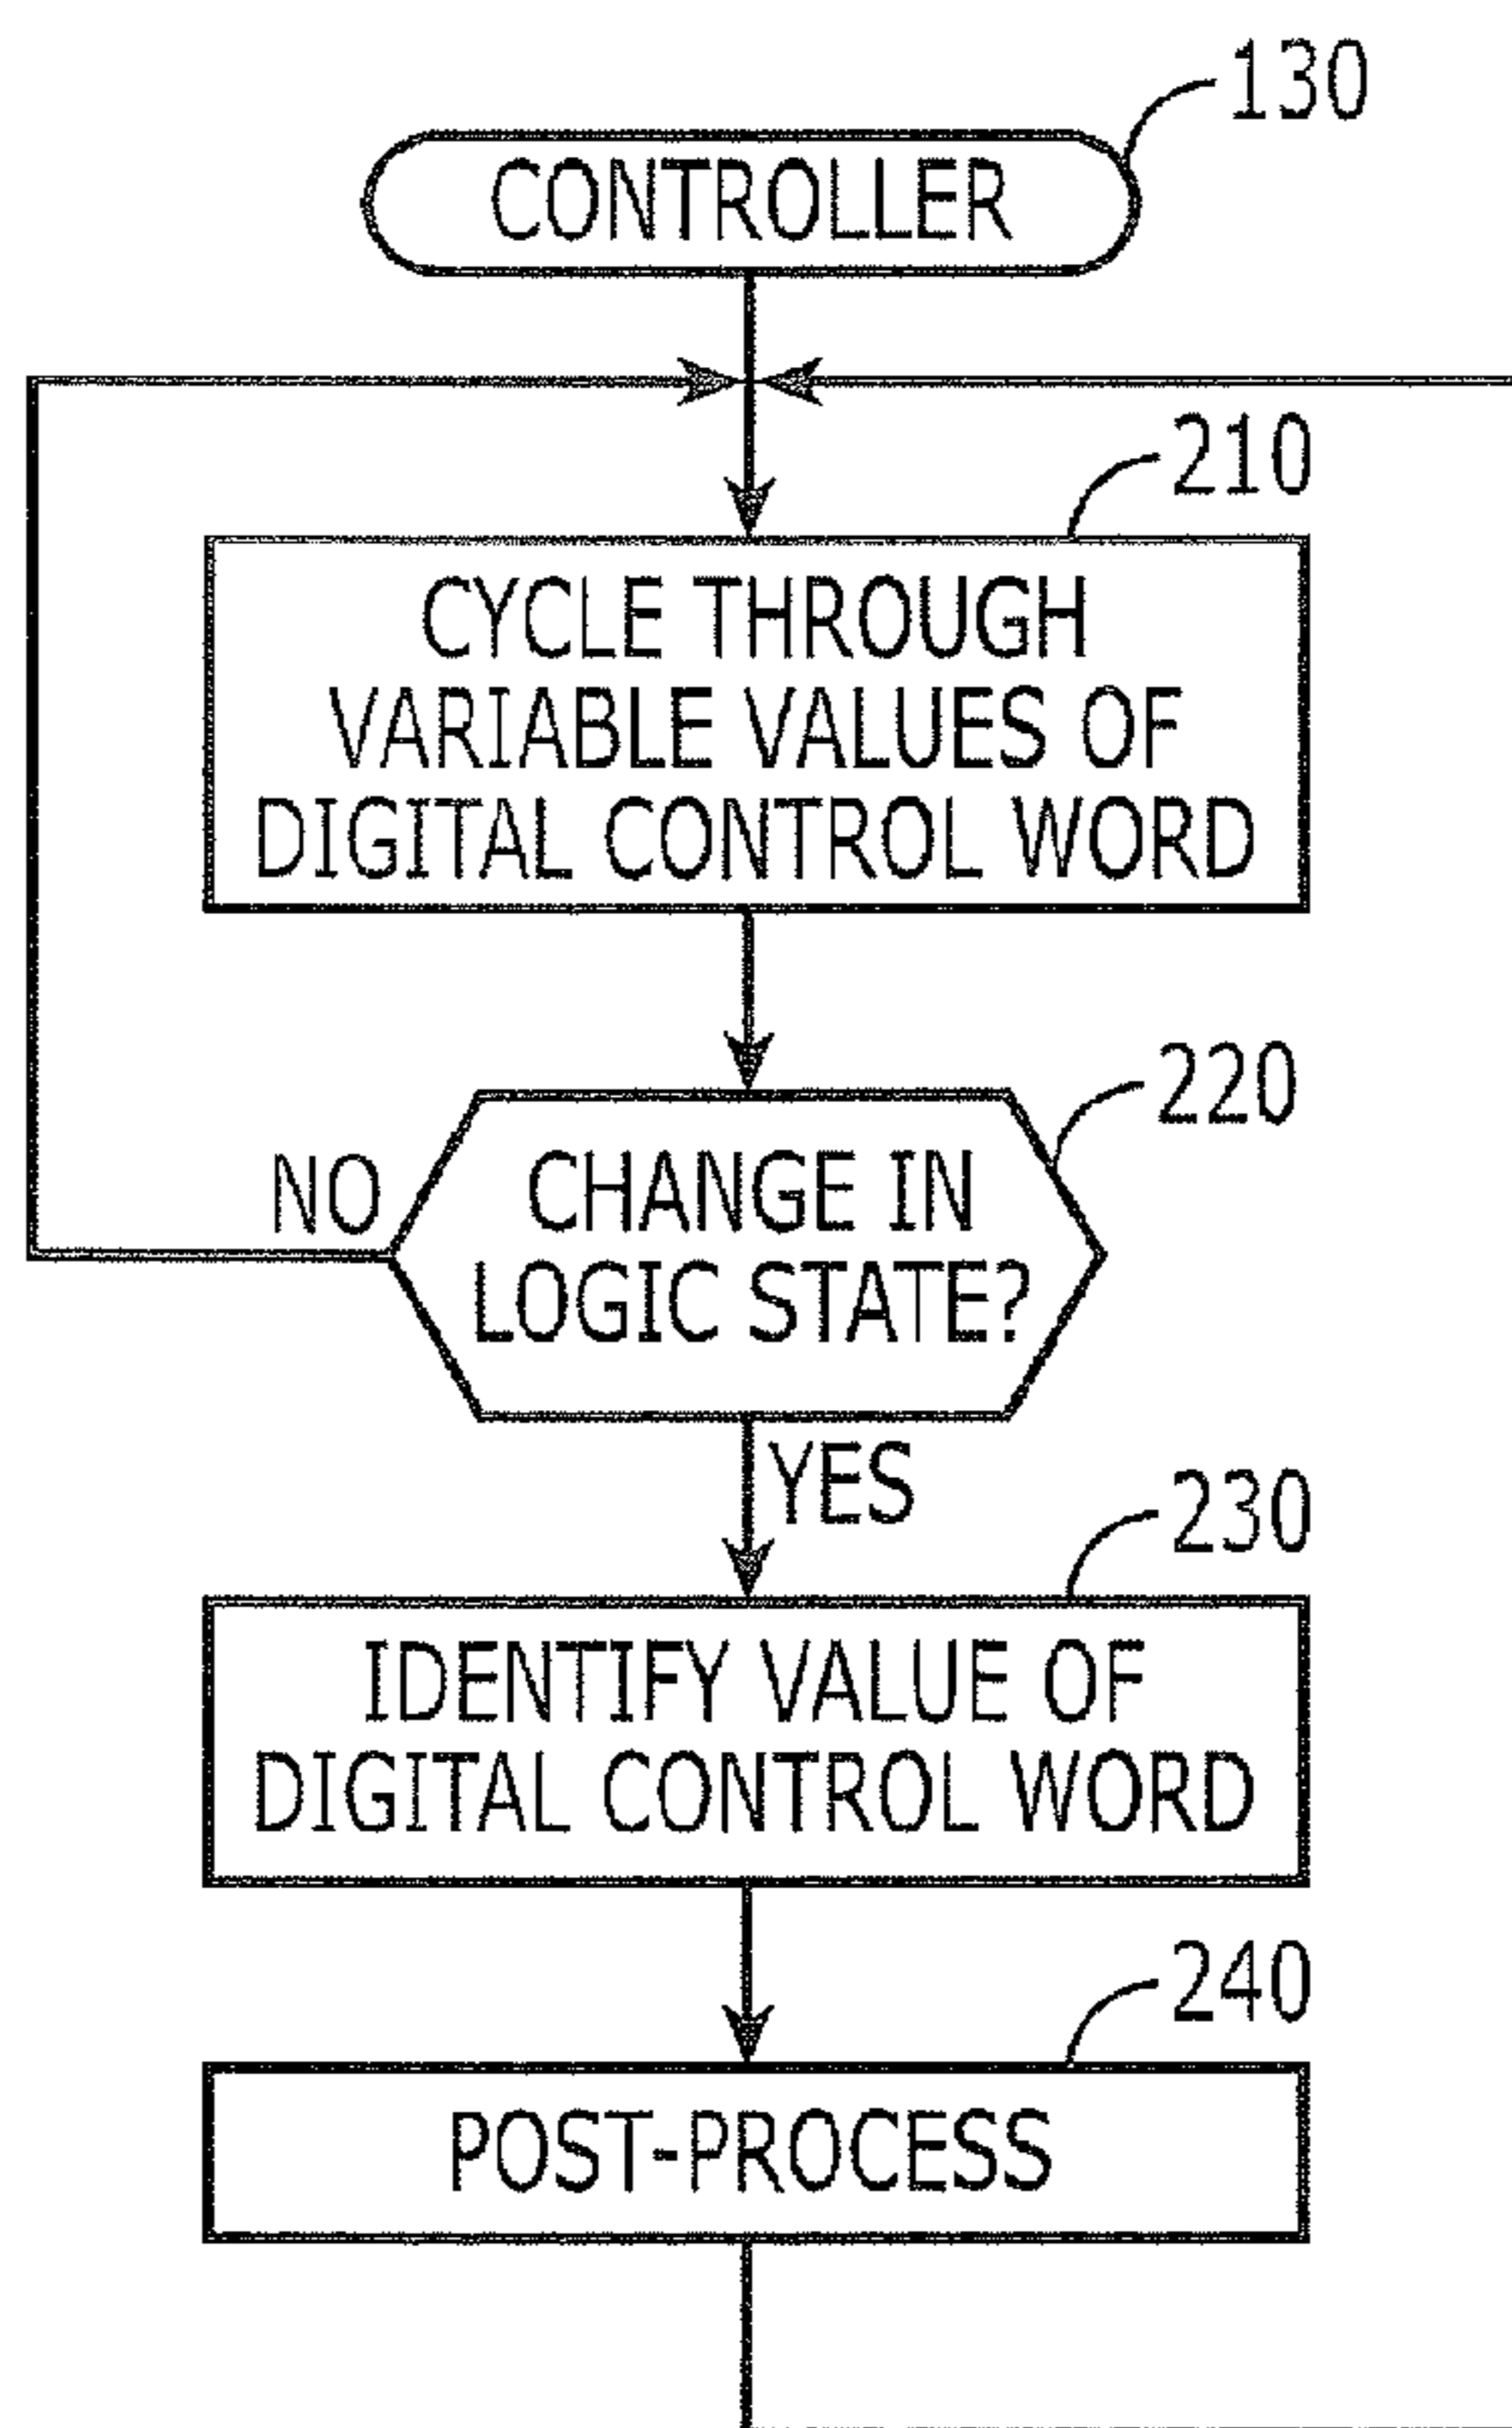 130
CONTROLLER
210
CYCLE THROUGH
VARIABLE VALUES OF
DIGITAL CONTROL WORD
220
NO
CHANGE IN
LOGIC STATE?
YES
230
IDENTIFY VALUE OF
DIGITAL CONTROL WORD
240
POST-PROCESS